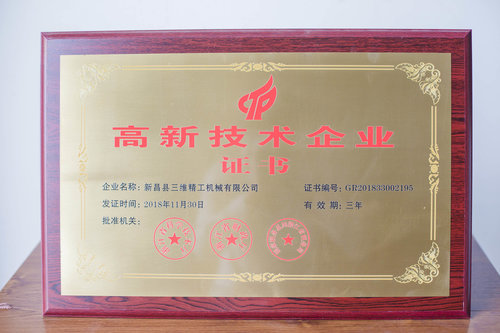 高新技术企业
证书
企业名称: 新昌县三维精工机械有限公司 证书编号: GR201833002195
发证时间: 2018年11月30日 有 效 期: 三年
批准机关: